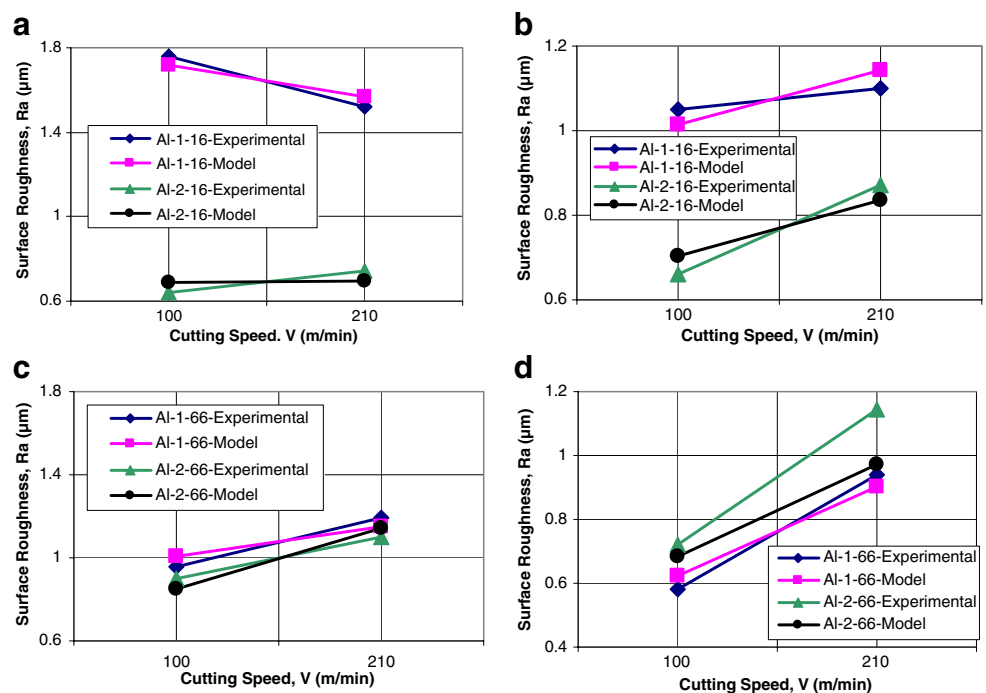 a
Surface Roughness, Ra (µm)
1.8
1.4
1
0.6
Al-1-16-Experimental
Al-1-16-Model
Al-2-16-Experimental
Al-2-16-Model
100
210
Cutting Speed. V (m/min)
b
Surface Roughness, Ra (µm)
1.2
1
0.8
0.6
Al-1-16-Experimental
Al-1-16-Model
Al-2-16-Experimental
Al-2-16-Model
100
210
Cutting Speed, V (m/min)
c
Surface Roughness, Ra (µm)
1.8
1.4
1
0.6
Al-1-66-Experimental
Al-1-66-Model
Al-2-66-Experimental
Al-2-66-Model
100
210
Cutting Speed, V (m/min)
d
Surface Roughness, Ra (µm)
1.2
1
0.8
0.6
0.4
Al-1-66-Experimental
Al-1-66-Model
Al-2-66-Experimental
Al-2-66-Model
100
210
Cutting Speed, V (m/min)